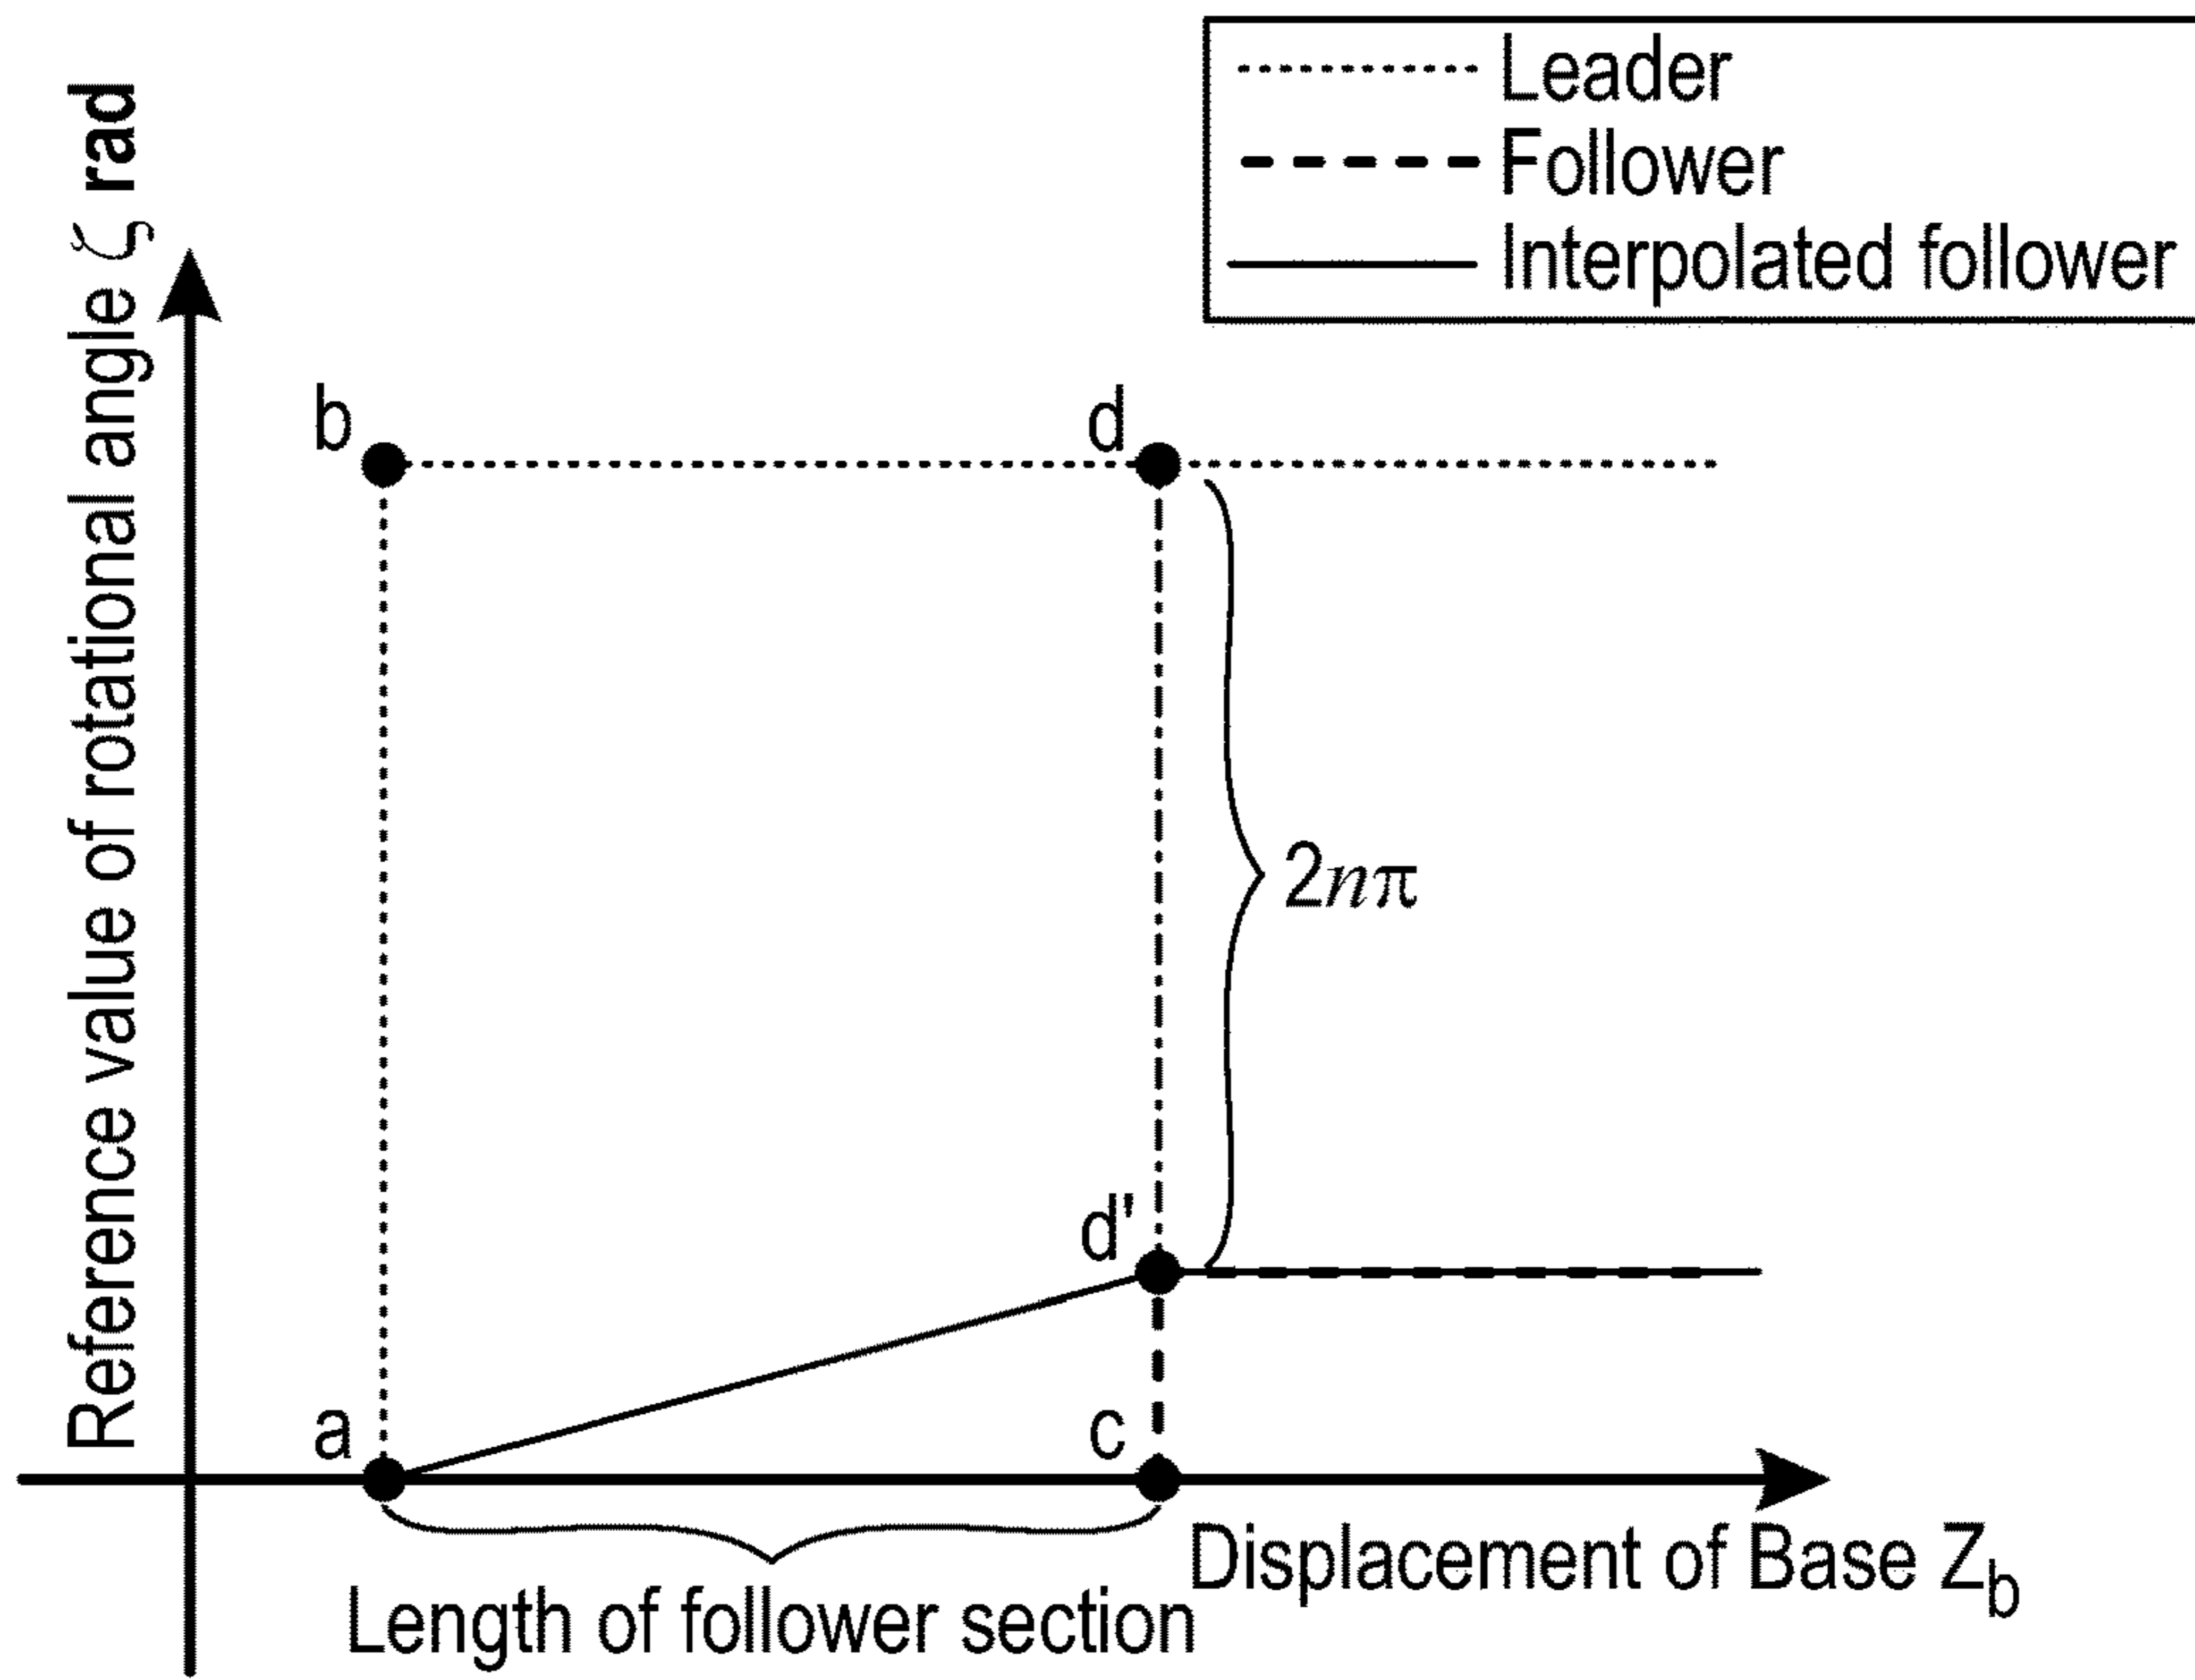 Leader
Follower
Interpolated follower
Reference value of rotational angle ζ rad
b
d
2nπ
d'
a
c
Displacement of Base Z_b
Length of follower section